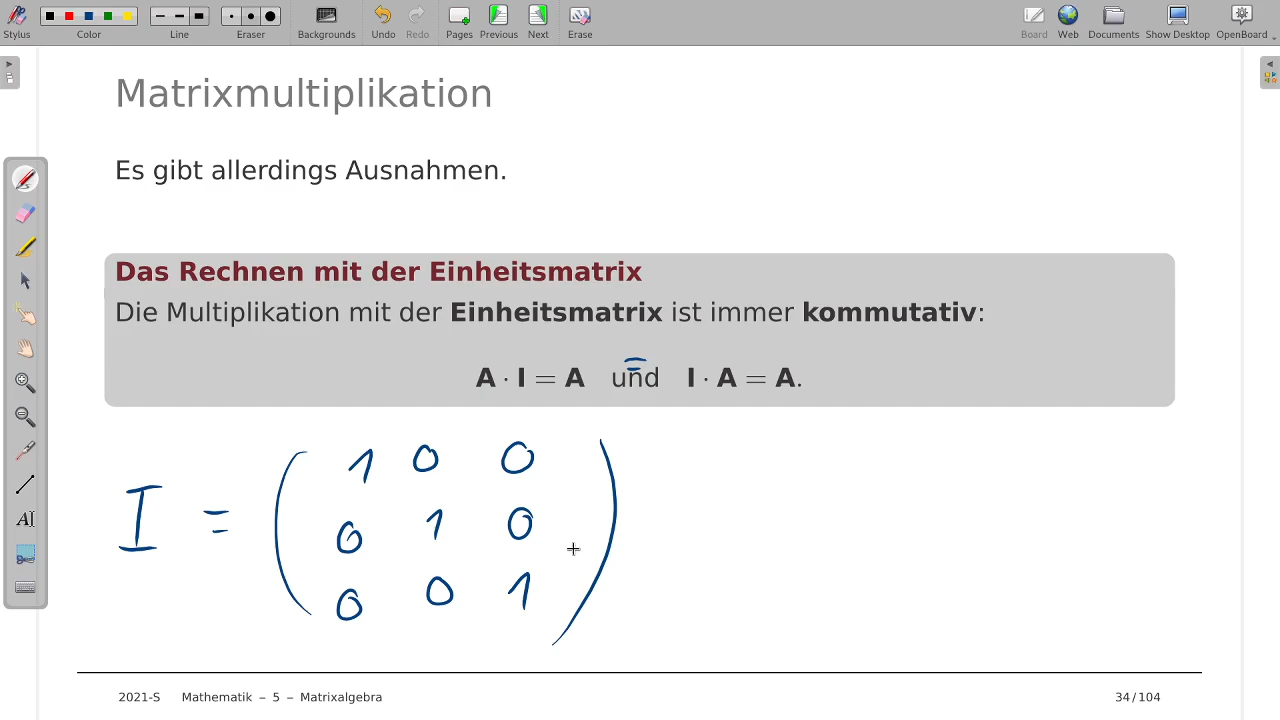 Stylus Color Line Eraser Backgrounds Undo Redo Pages Previous Next Erase Board Web Documents Show Desktop OpenBoard
Matrixmultiplikation
Es gibt allerdings Ausnahmen.
Das Rechnen mit der Einheitsmatrix
Die Multiplikation mit der Einheitsmatrix ist immer kommutativ:
A · I = A und I · A = A.
1 0 0
I = ( 0 1 0 )
0 0 1
AI
2021-S Mathematik – 5 – Matrixalgebra 34/104